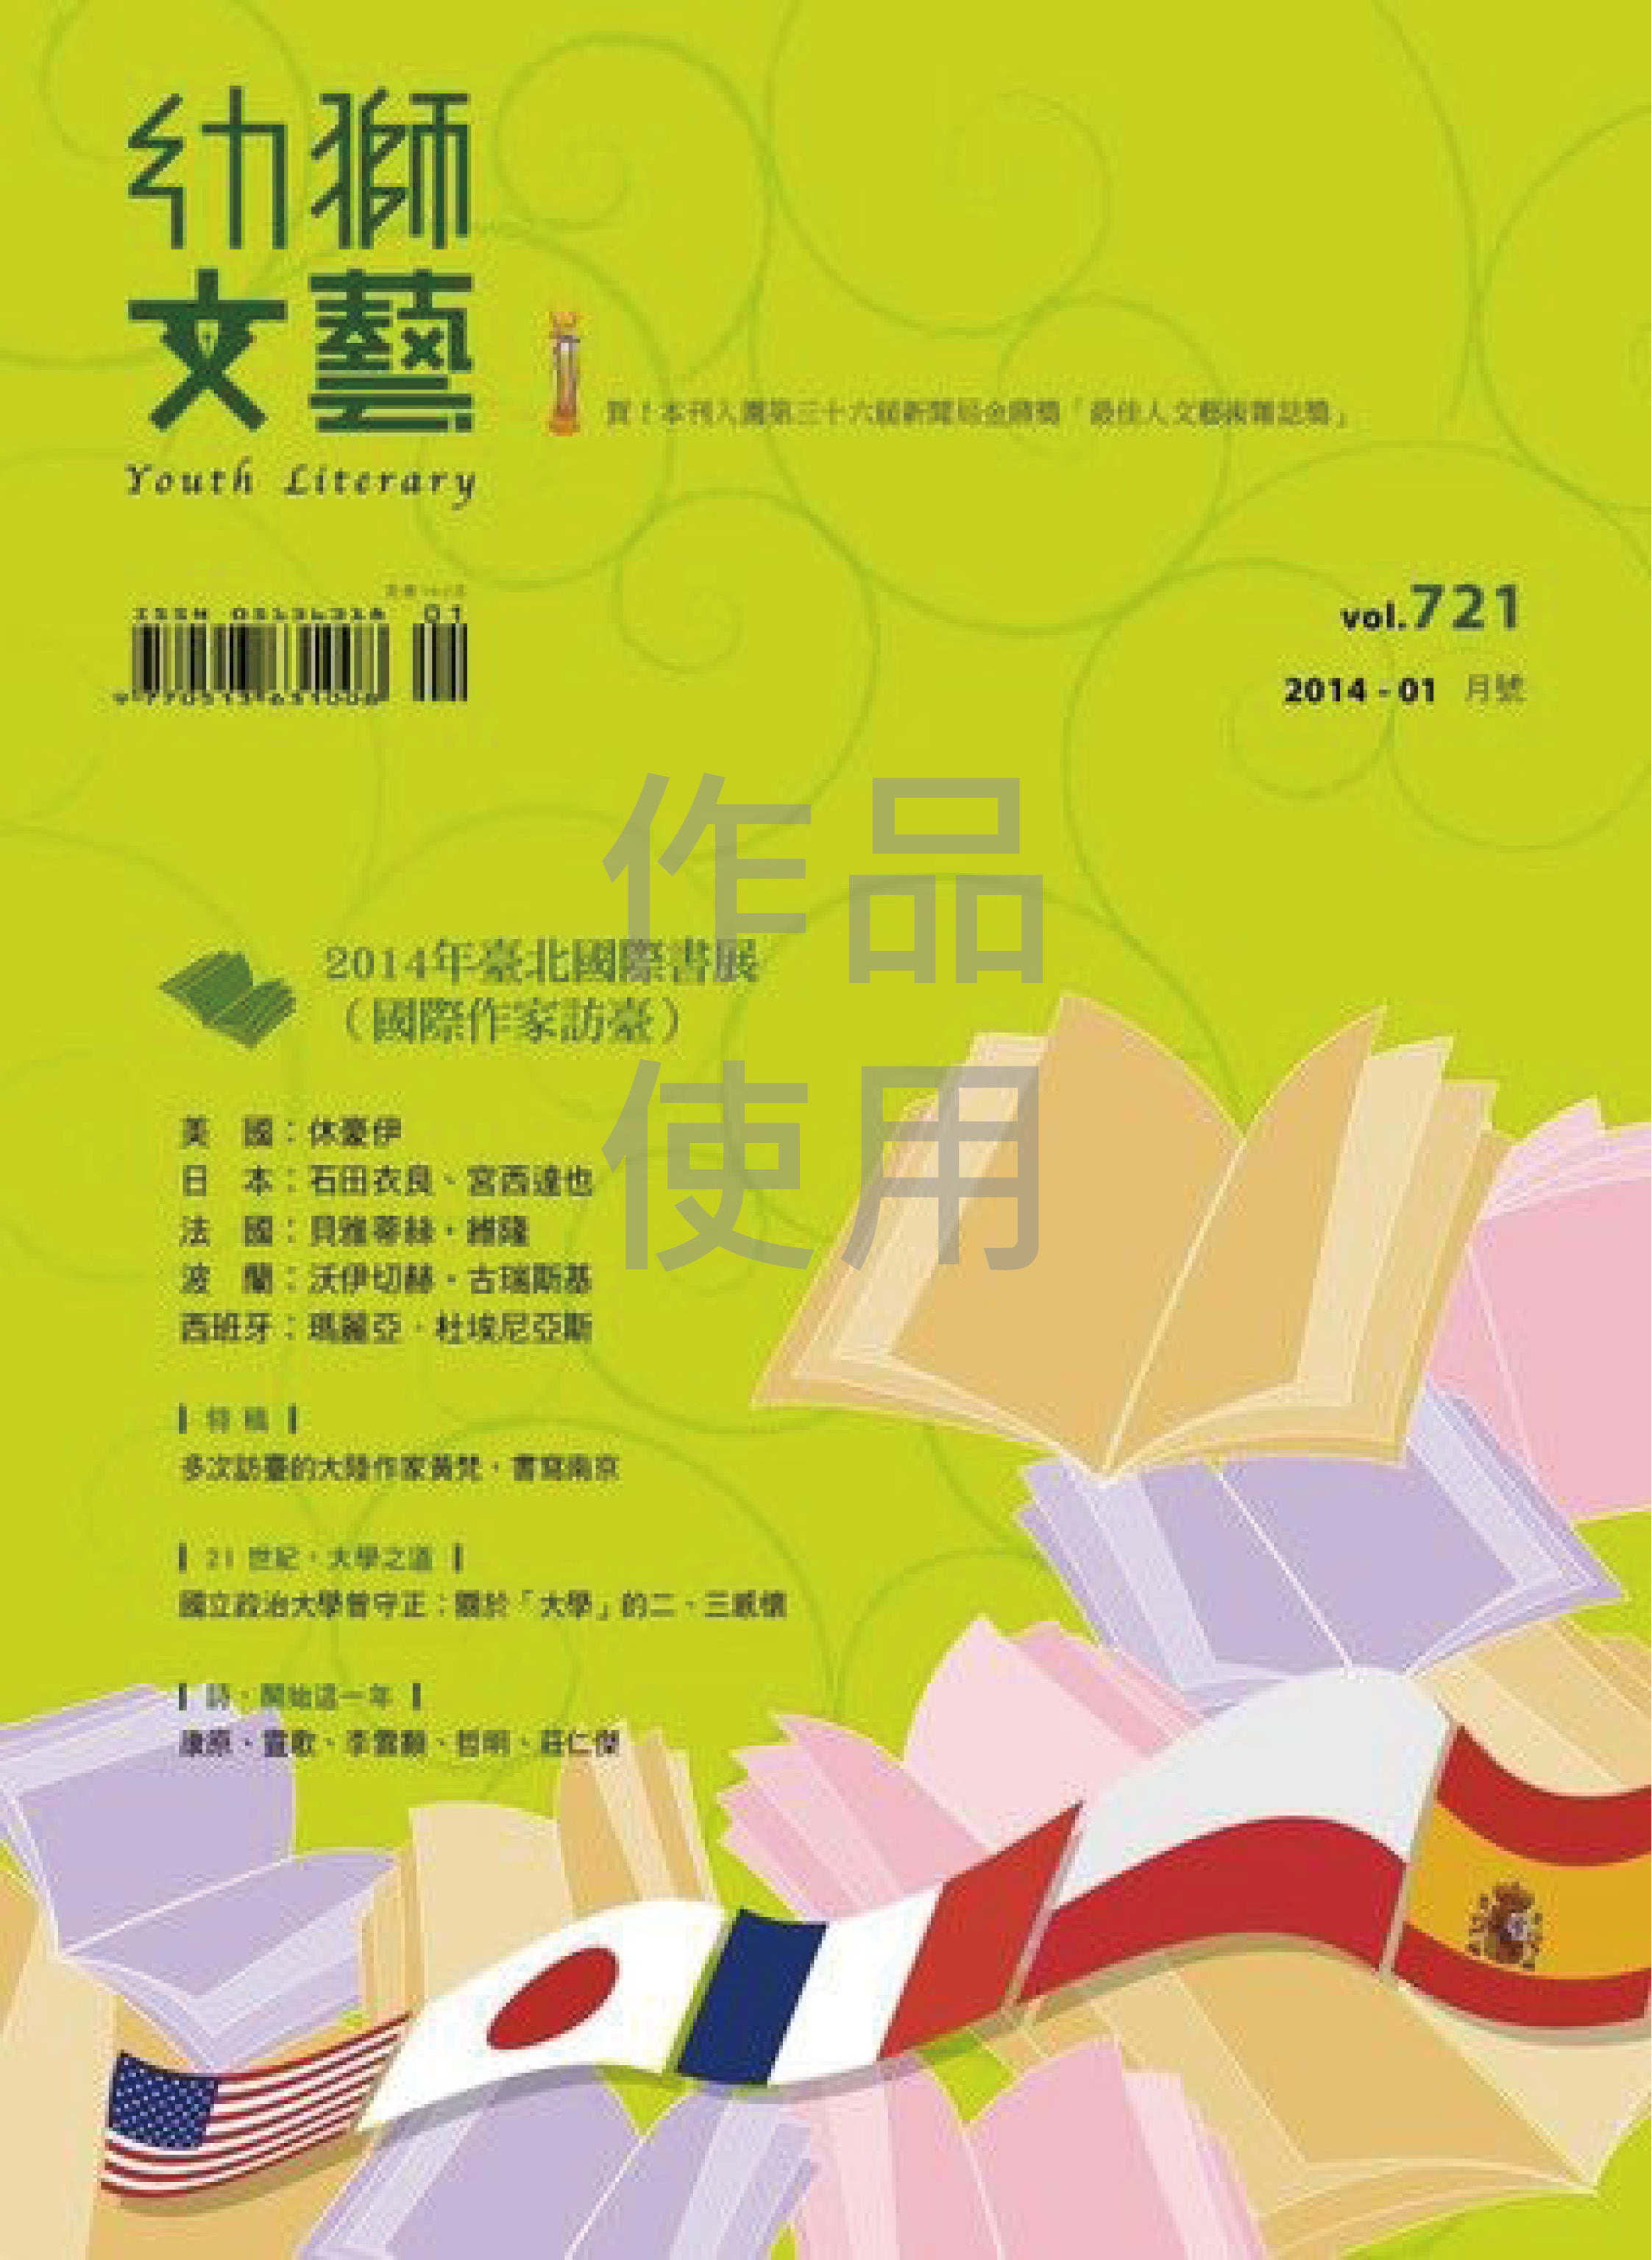 幼獅
文藝
Youth Literary
賀！本刊入圍第三十六屆新聞局金鼎獎「最佳人文藝術雜誌獎」
01
vol.721
2014 - 01 月號
作品
使用
2014年臺北國際書展
（國際作家訪臺）
美 國：休豪伊
日 本：石田衣良、宮西達也
法 國：貝雅蒂絲・維隆
波 蘭：沃伊切赫・古瑞斯基
西班牙：瑪麗亞・杜埃尼亞斯
特 稿
多次訪臺的大陸作家黃梵，書寫南京
21 世紀，大學之道
國立政治大學曾守正：關於「大學」的二、三感懷
詩，開始這一年
康原、靈歌、李雲顥、哲明、莊仁傑